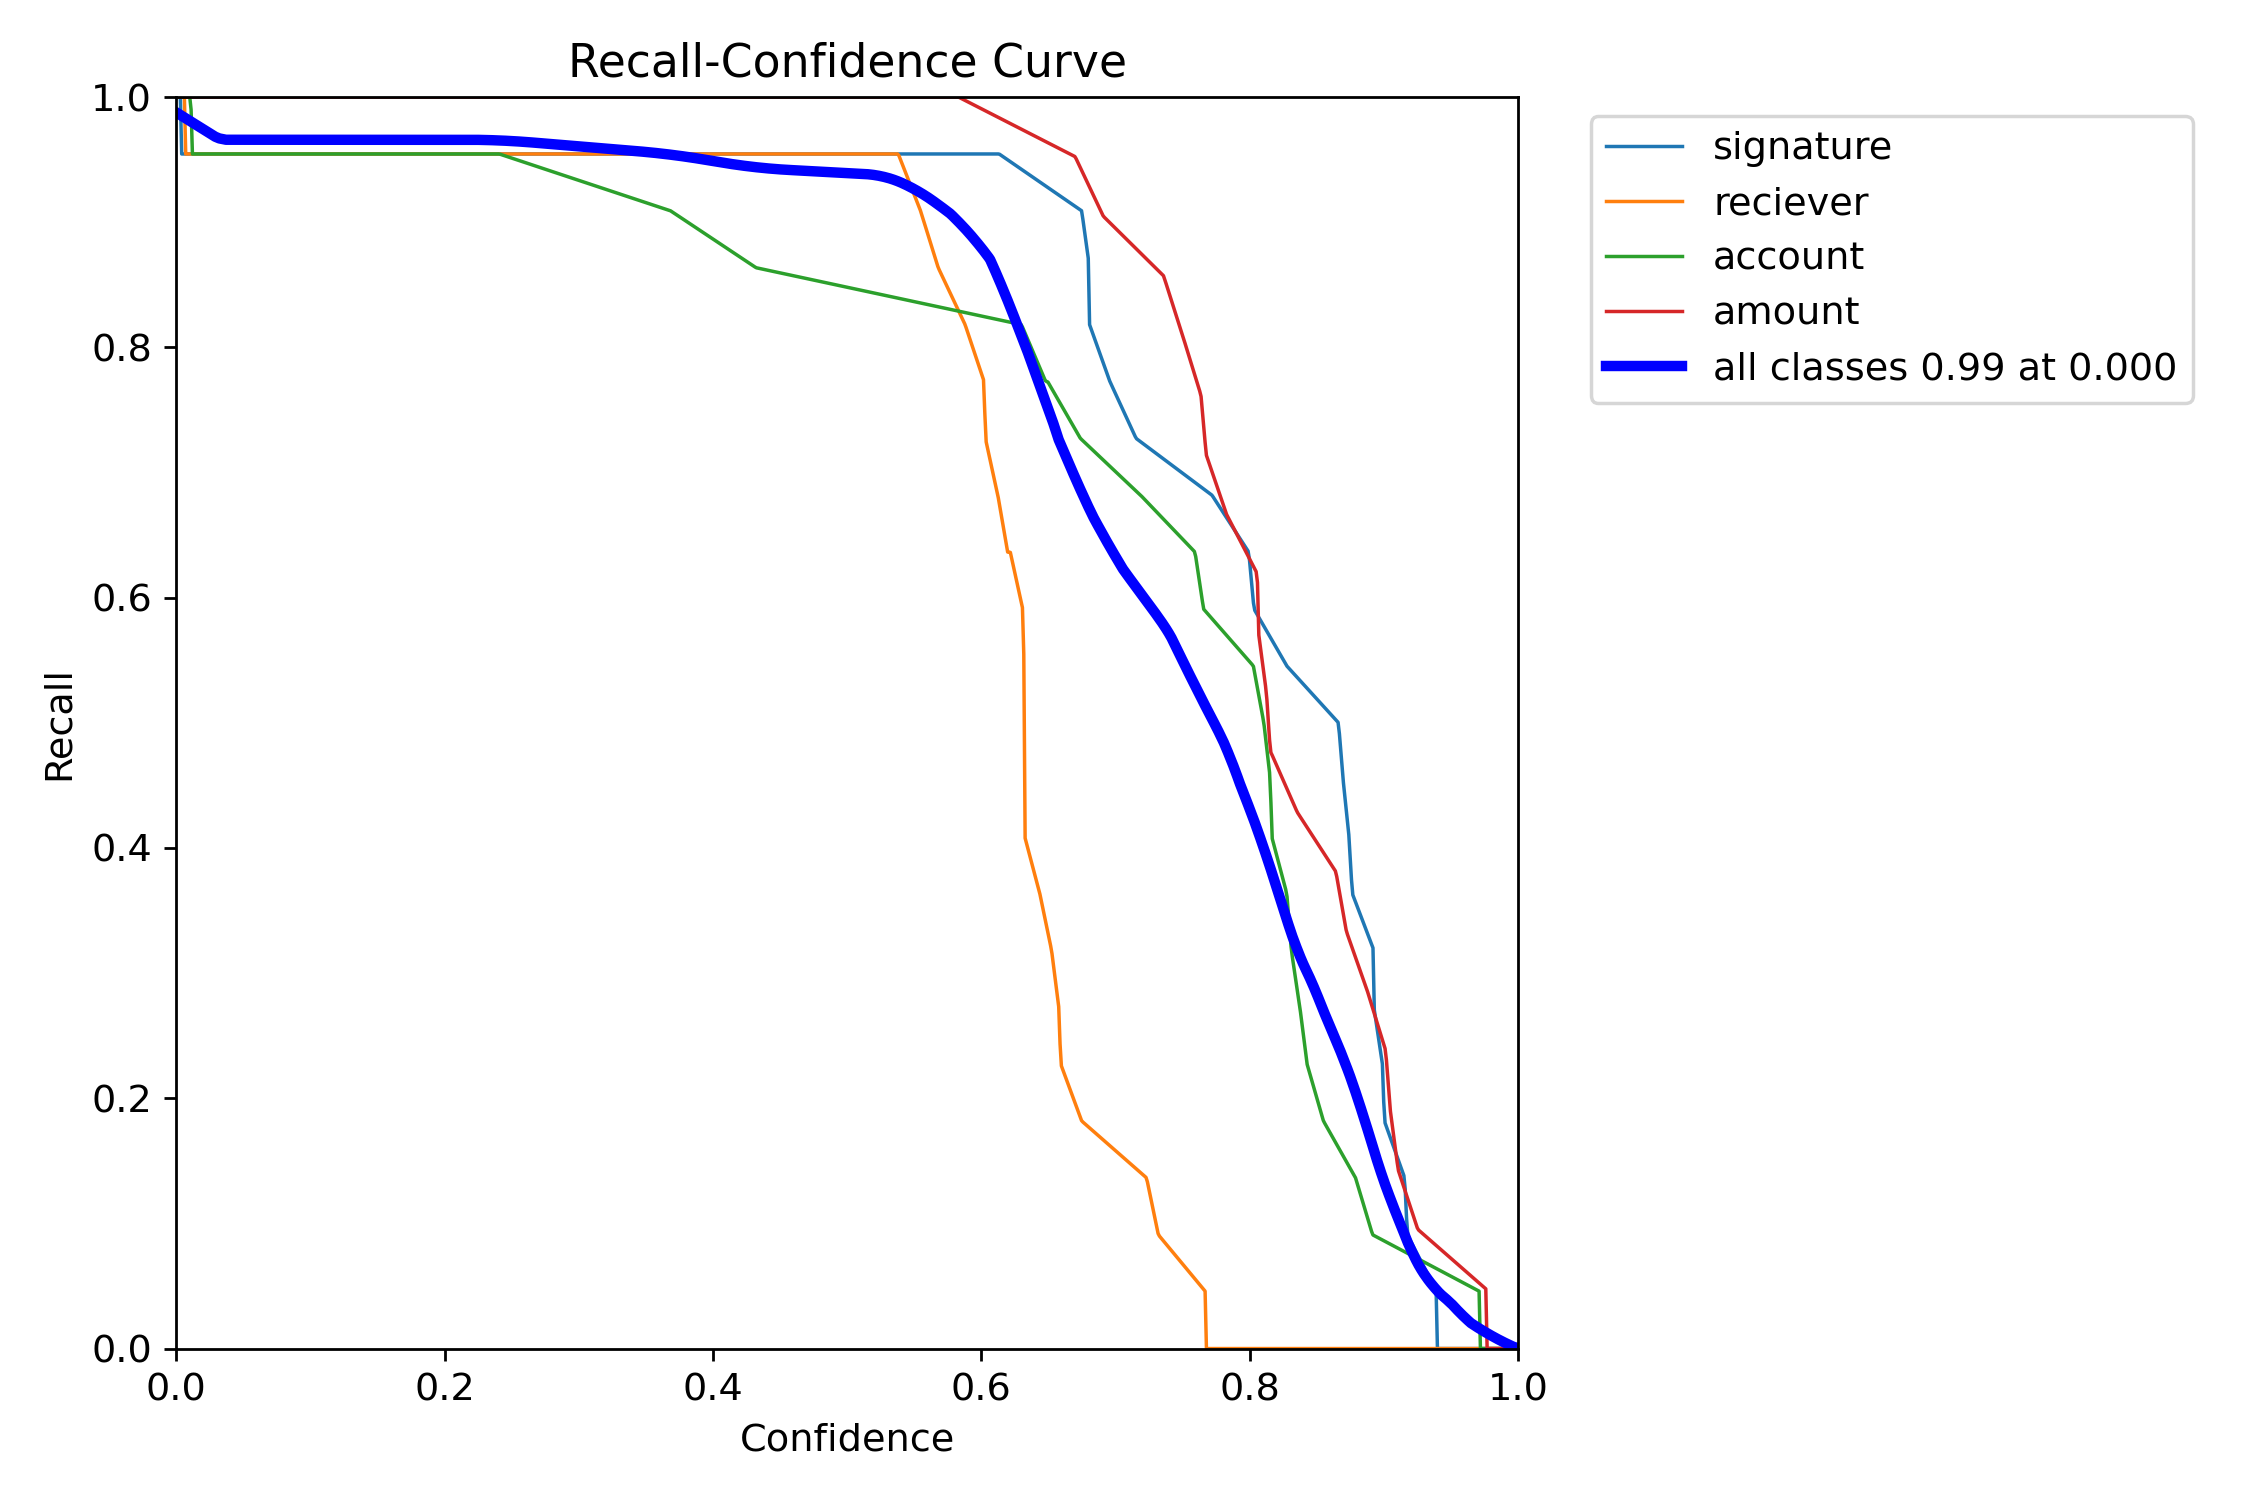 Recall-Confidence Curve
1.0
0.8
0.6
0.4
0.2
0.0
Recall
0.0 0.2 0.4 0.6 0.8 1.0
Confidence
signature
reciever
account
amount
all classes 0.99 at 0.000